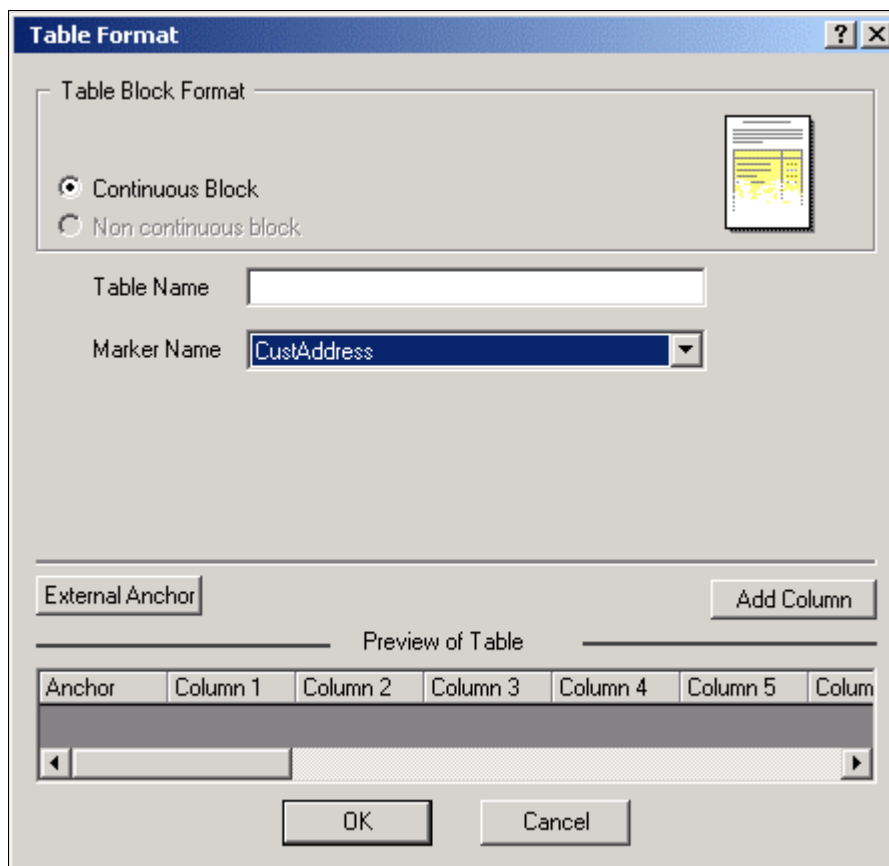 Table Format
Table Block Format
Continuous Block
Non continuous block
Table Name
Marker Name CustAddress
External Anchor Add Column
Preview of Table
Anchor Column 1 Column 2 Column 3 Column 4 Column 5 Colum
OK Cancel